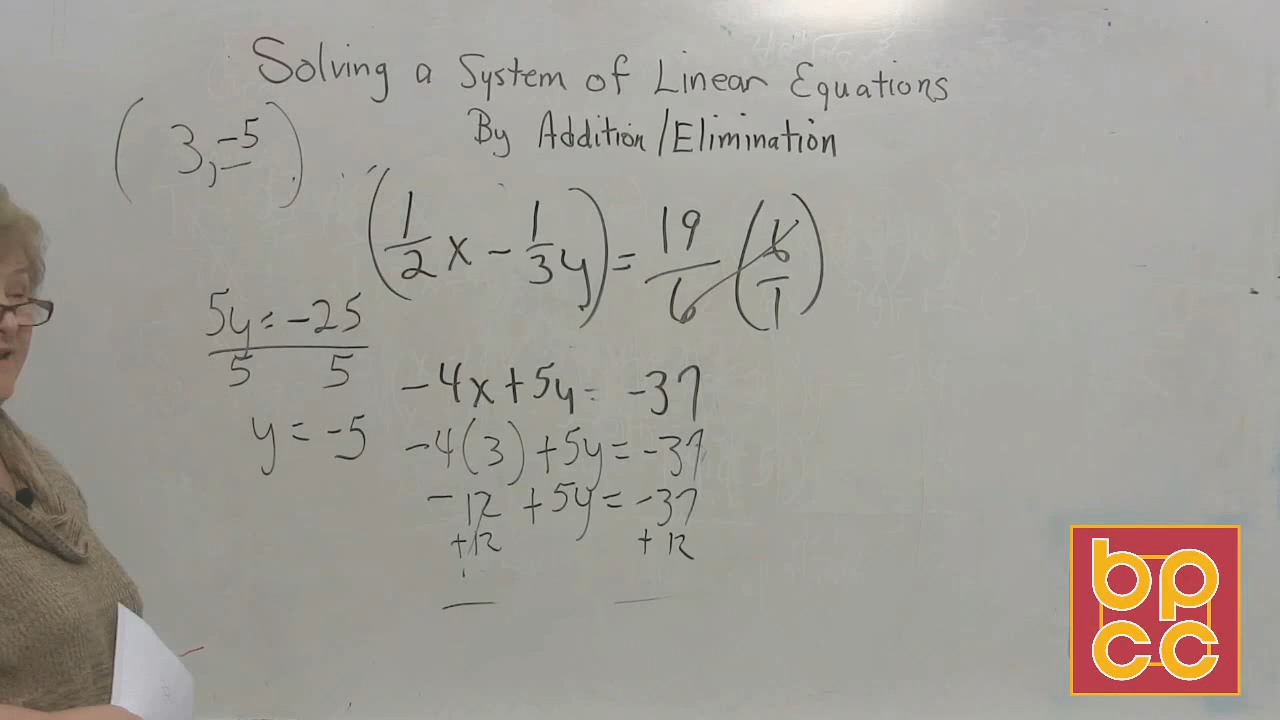 Solving a System of Linear Equations
By Addition/Elimination
(3, -5)
(1/2 x - 1/3 y) = 19/6 (6/1)
5y = -25
5 5
y = -5
-4x + 5y = -37
-4(3) + 5y = -37
-12 + 5y = -37
+12 +12
bp
cc